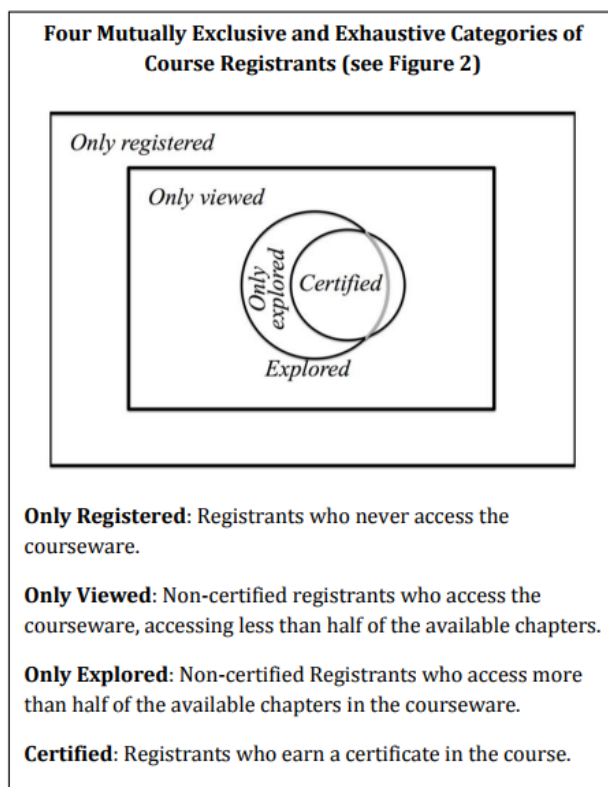 Four Mutually Exclusive and Exhaustive Categories of
Course Registrants (see Figure 2)
Only registered
Only viewed
Only
explored
Certified
Explored
Only Registered: Registrants who never access the
courseware.
Only Viewed: Non-certified registrants who access the
courseware, accessing less than half of the available chapters.
Only Explored: Non-certified Registrants who access more
than half of the available chapters in the courseware.
Certified: Registrants who earn a certificate in the course.